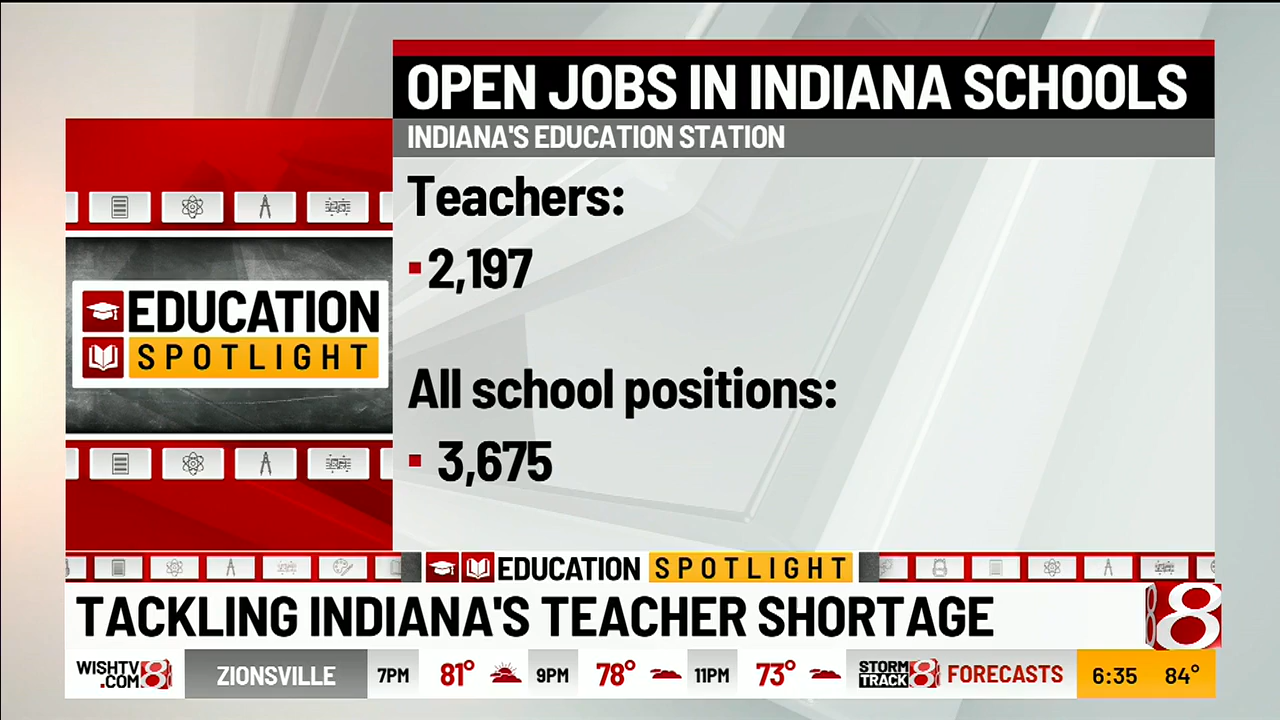 OPEN JOBS IN INDIANA SCHOOLS
INDIANA'S EDUCATION STATION
Teachers:
2,197
All school positions:
3,675
EDUCATION
SPOTLIGHT
EDUCATION SPOTLIGHT
TACKLING INDIANA'S TEACHER SHORTAGE
8
WISHTV
.COM 8
ZIONSVILLE
7PM 81° 9PM 78° 11PM 73°
STORM
TRACK 8
FORECASTS
6:35 84°